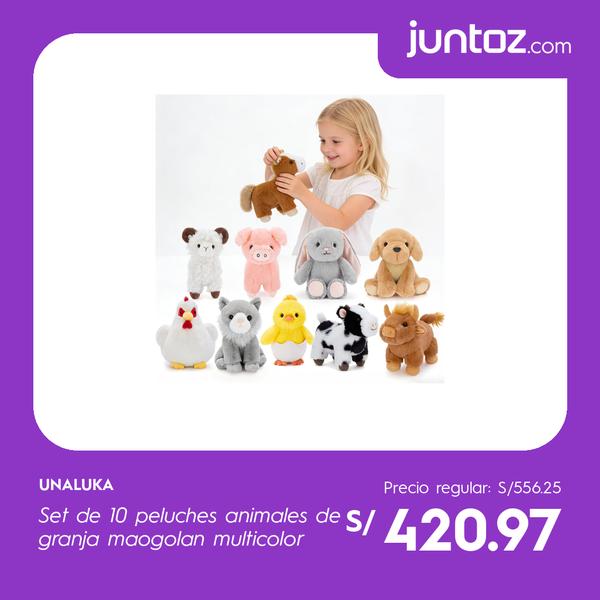 juntoz.com
UNALUKA
Set de 10 peluches animales de
granja maogolan multicolor
Precio regular: S/556.25
S/ 420.97